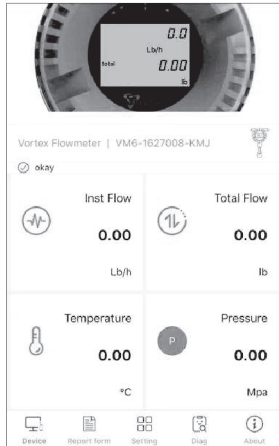 0.0
Lb/h
total 0.00
lb
Vortex Flowmeter | VM6-1627008-KMJ
okay
Inst Flow
0.00
Lb/h
Total Flow
0.00
lb
Temperature
0.00
°C
P
Pressure
0.00
Mpa
Device Report form Setting Diag About